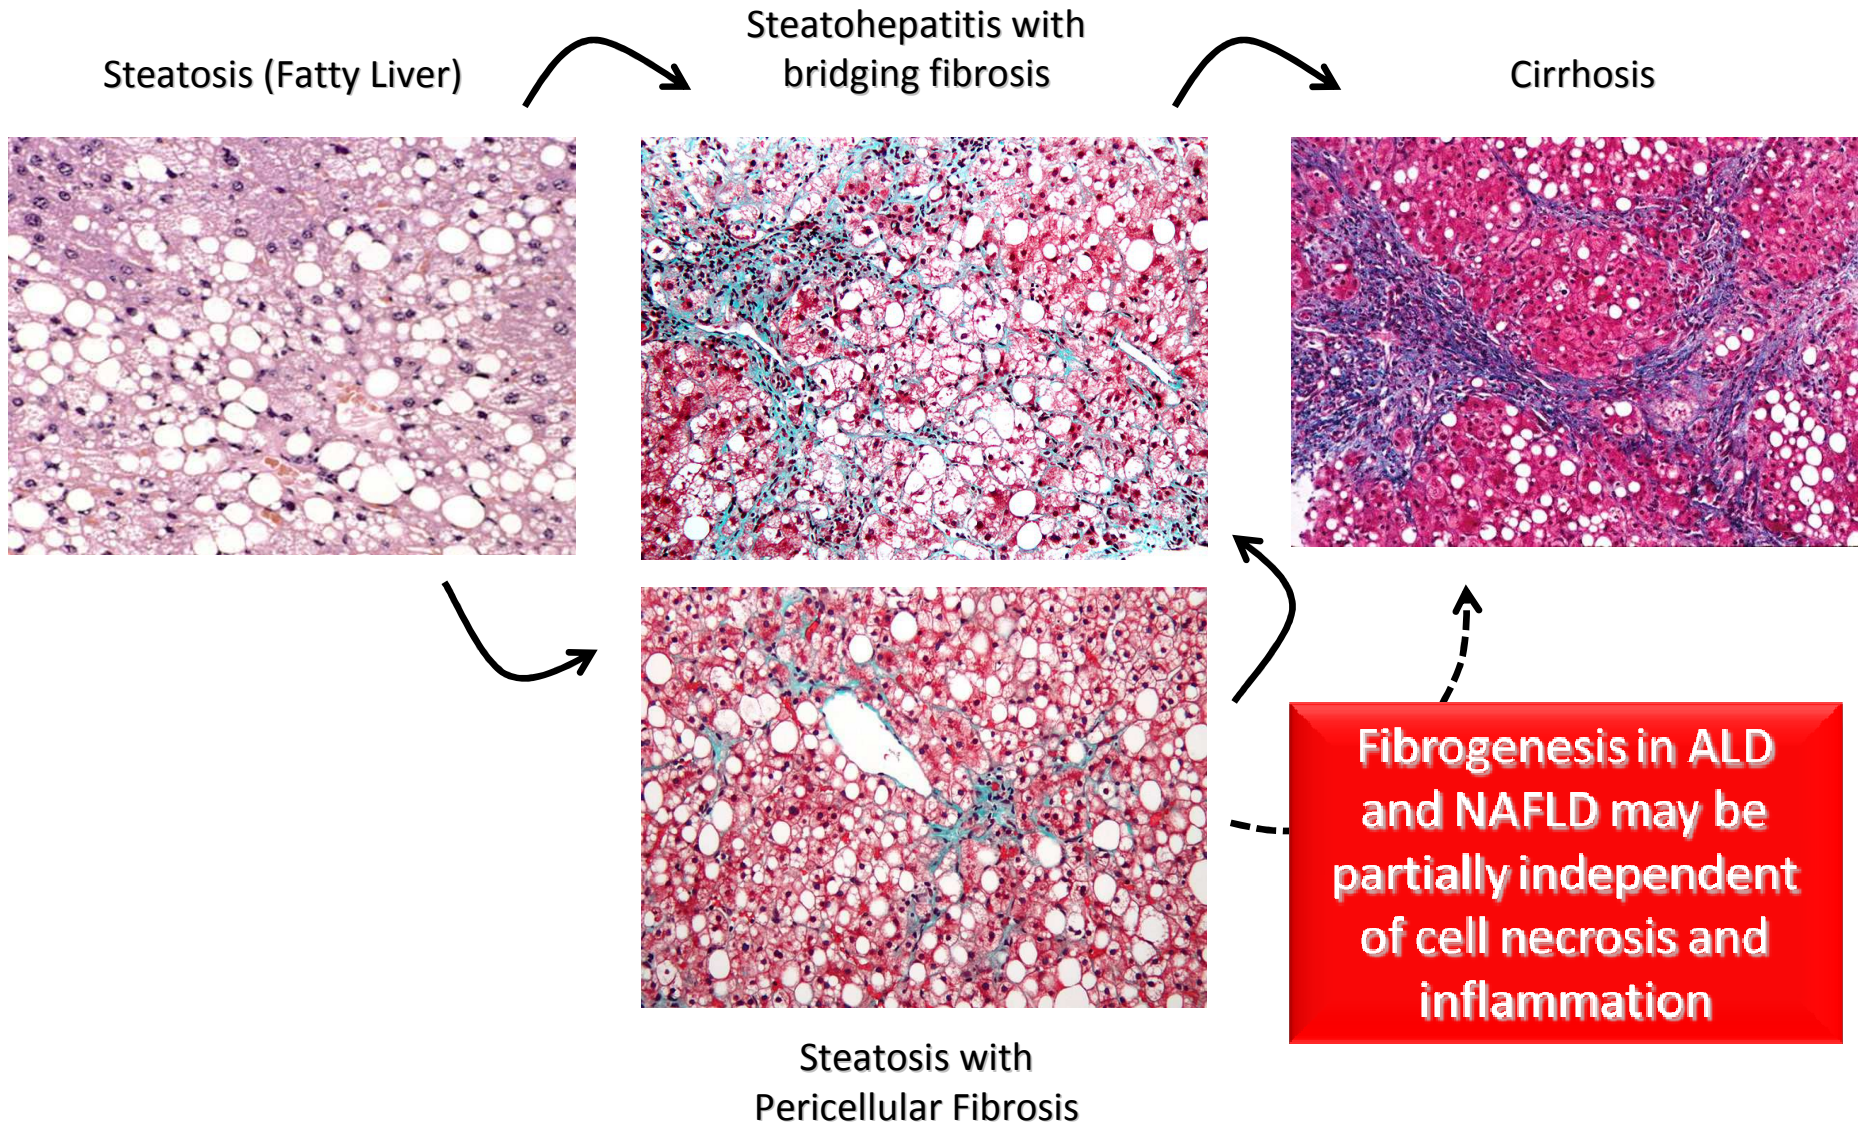 Steatosis (Fatty Liver)
Steatohepatitis with
bridging fibrosis
Cirrhosis
Fibrogenesis in ALD
and NAFLD may be
partially independent
of cell necrosis and
inflammation
Steatosis with
Pericellular Fibrosis